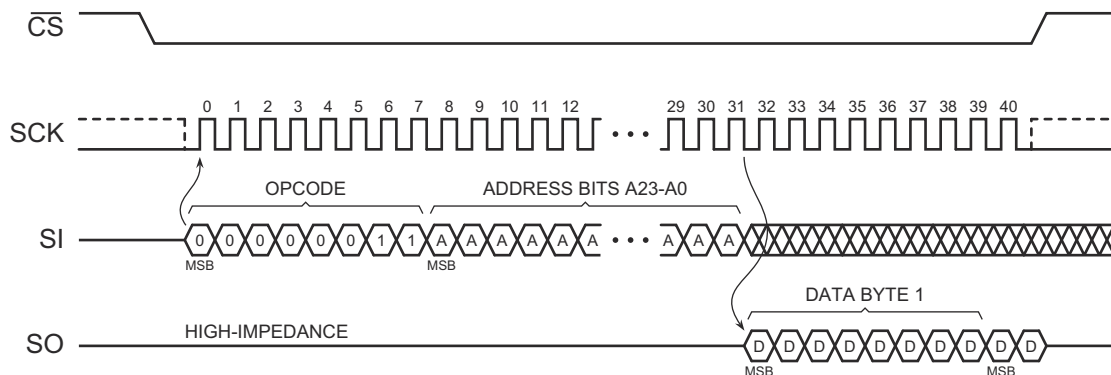 CS
0 1 2 3 4 5 6 7 8 9 10 11 12 29 30 31 32 33 34 35 36 37 38 39 40
SCK
OPCODE ADDRESS BITS A23-A0
SI 0 0 0 0 0 0 1 1 A A A A A A A A A
MSB MSB
DATA BYTE 1
SO HIGH-IMPEDANCE D D D D D D D D D D
MSB MSB